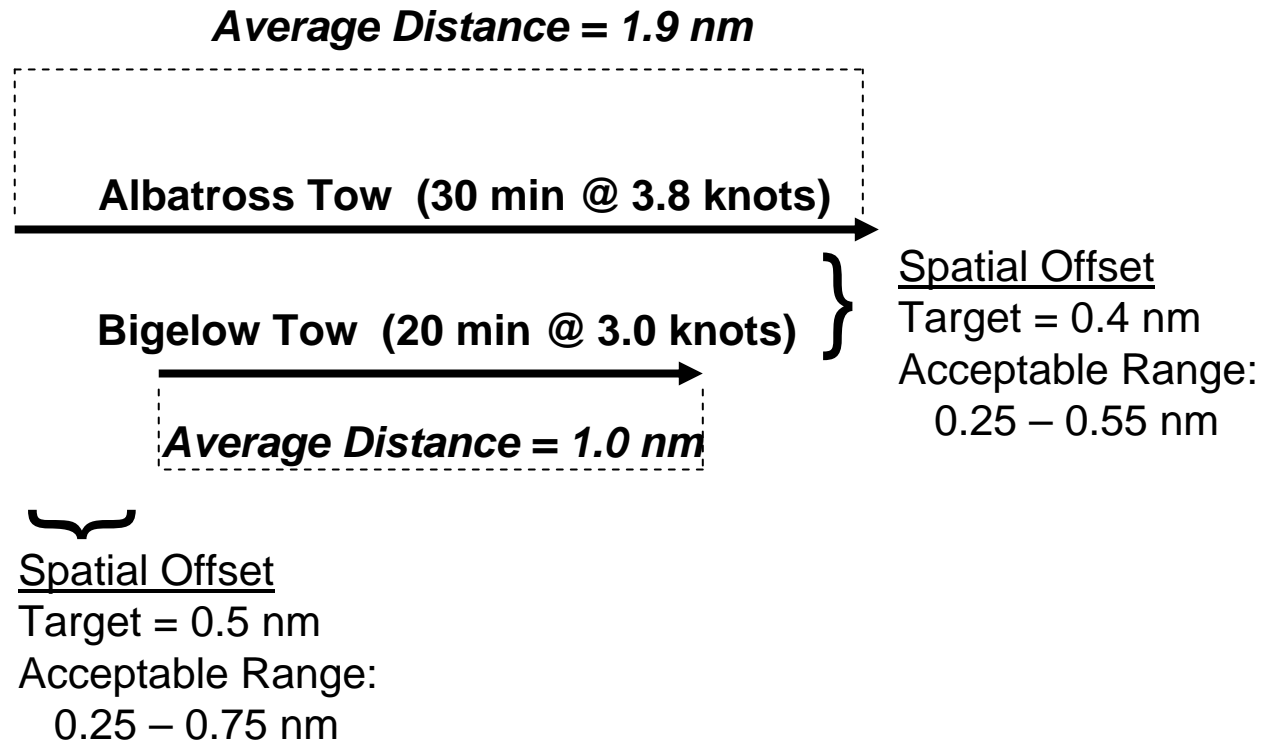 Average Distance = 1.9 nm
Albatross Tow (30 min @ 3.8 knots)
Bigelow Tow (20 min @ 3.0 knots)
Average Distance = 1.0 nm
Spatial Offset
Target = 0.4 nm
Acceptable Range:
0.25 – 0.55 nm
Spatial Offset
Target = 0.5 nm
Acceptable Range:
0.25 – 0.75 nm